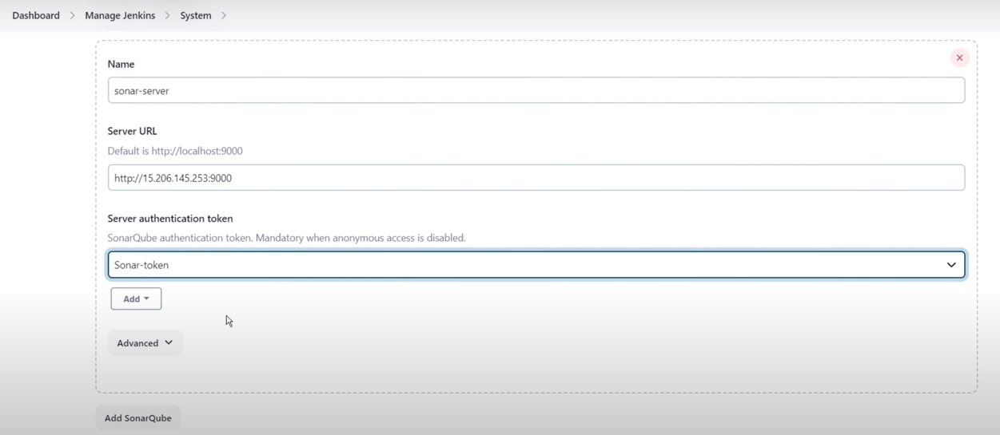 Dashboard > Manage Jenkins > System >
Name
sonar-server
Server URL
Default is http://localhost:9000
http://15.206.145.253:9000
Server authentication token
SonarQube authentication token. Mandatory when anonymous access is disabled.
Sonar-token
Add
Advanced
Add SonarQube